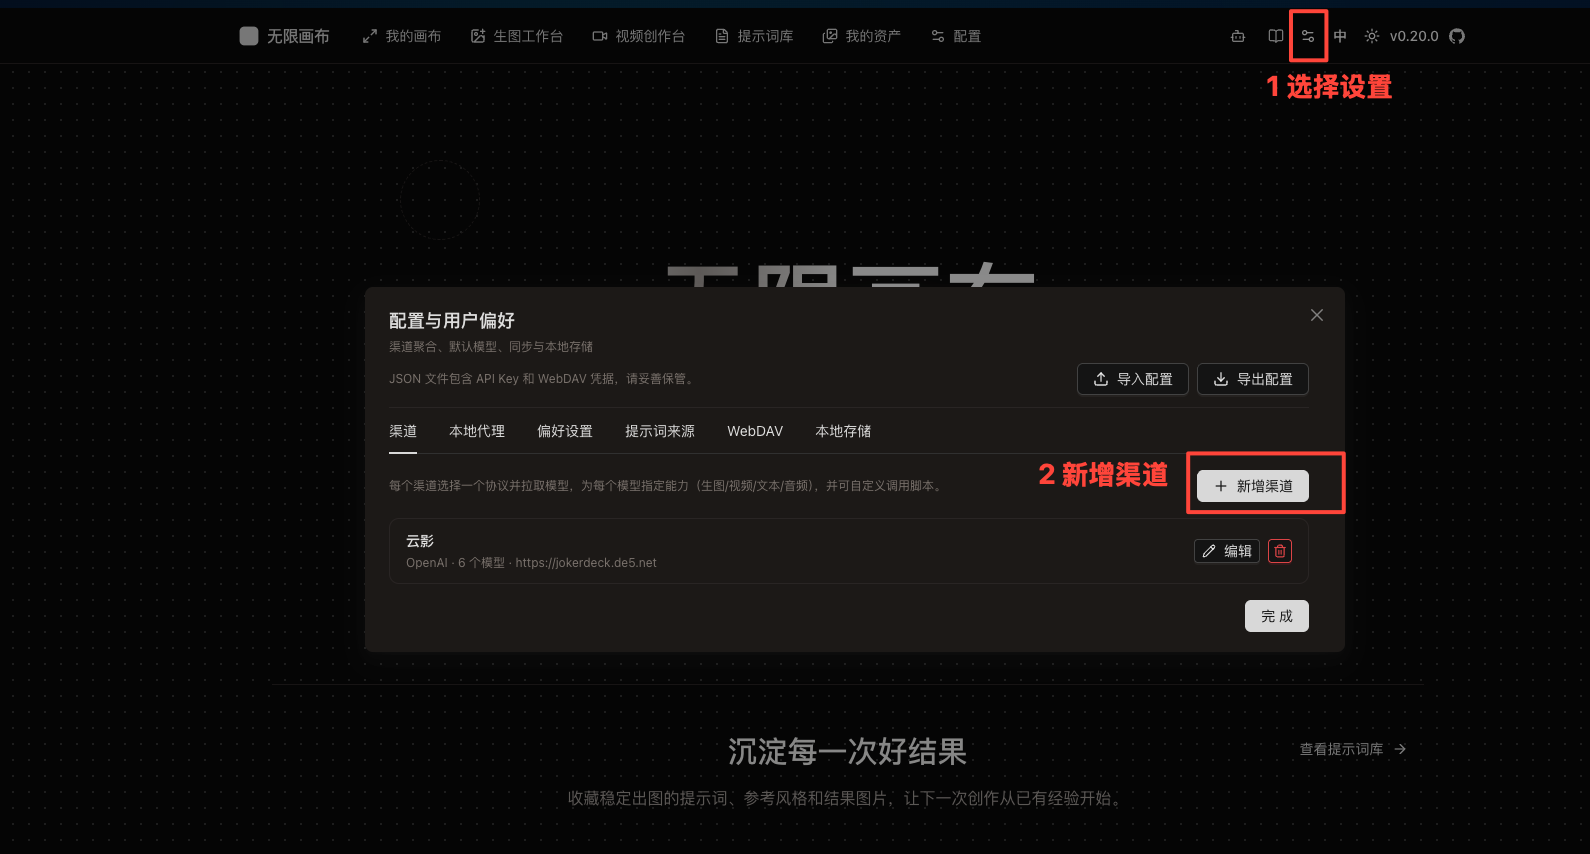 无限画布 我的画布 生图工作台 视频创作台 提示词库 我的资产 配置 中 v0.20.0
1 选择设置
无限画布
配置与用户偏好
渠道聚合、默认模型、同步与本地存储
JSON 文件包含 API Key 和 WebDAV 凭据，请妥善保管。 导入配置 导出配置
渠道 本地代理 偏好设置 提示词来源 WebDAV 本地存储
2 新增渠道
每个渠道选择一个协议并拉取模型，为每个模型指定能力（生图/视频/文本/音频），并可自定义调用脚本。 新增渠道
云影
OpenAI · 6 个模型 · https://jokerdeck.de5.net 编辑
完 成
沉淀每一次好结果
查看提示词库
收藏稳定出图的提示词、参考风格和结果图片，让下一次创作从已有经验开始。